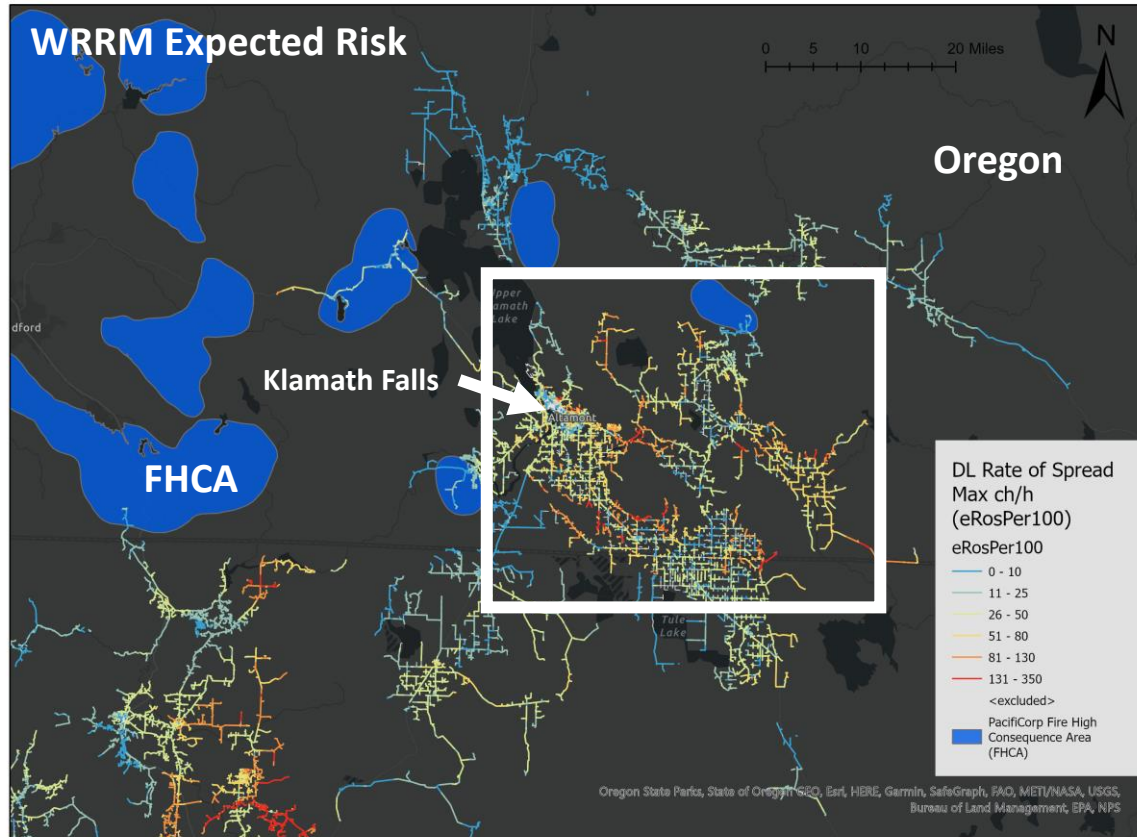 WRRM Expected Risk
0 5 10 20 Miles
N
Oregon
Upper
Klamath
Lake
dford
Klamath Falls
Altamont
FHCA
Tule
Lake
DL Rate of Spread
Max ch/h
(eRosPer100)
eRosPer100
0 - 10
11 - 25
26 - 50
51 - 80
81 - 130
131 - 350
<excluded>
PacifiCorp Fire High
Consequence Area
(FHCA)
Oregon State Parks, State of Oregon GEO, Esri, HERE, Garmin, SafeGraph, FAO, METI/NASA, USGS,
Bureau of Land Management, EPA, NPS